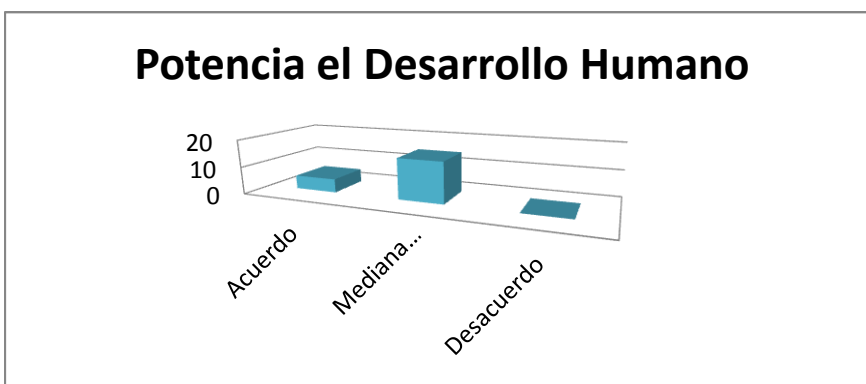 Potencia el Desarrollo Humano
20
10
0
Acuerdo
Mediana...
Desacuerdo